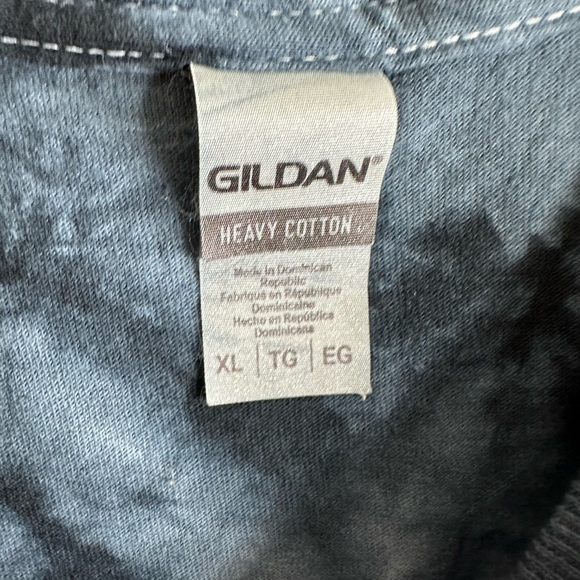 GILDAN®
HEAVY COTTON
Made in Dominican
Republic
Fabriqué en République
Dominicaine
Hecho en República
Dominicana
XL | TG | EG